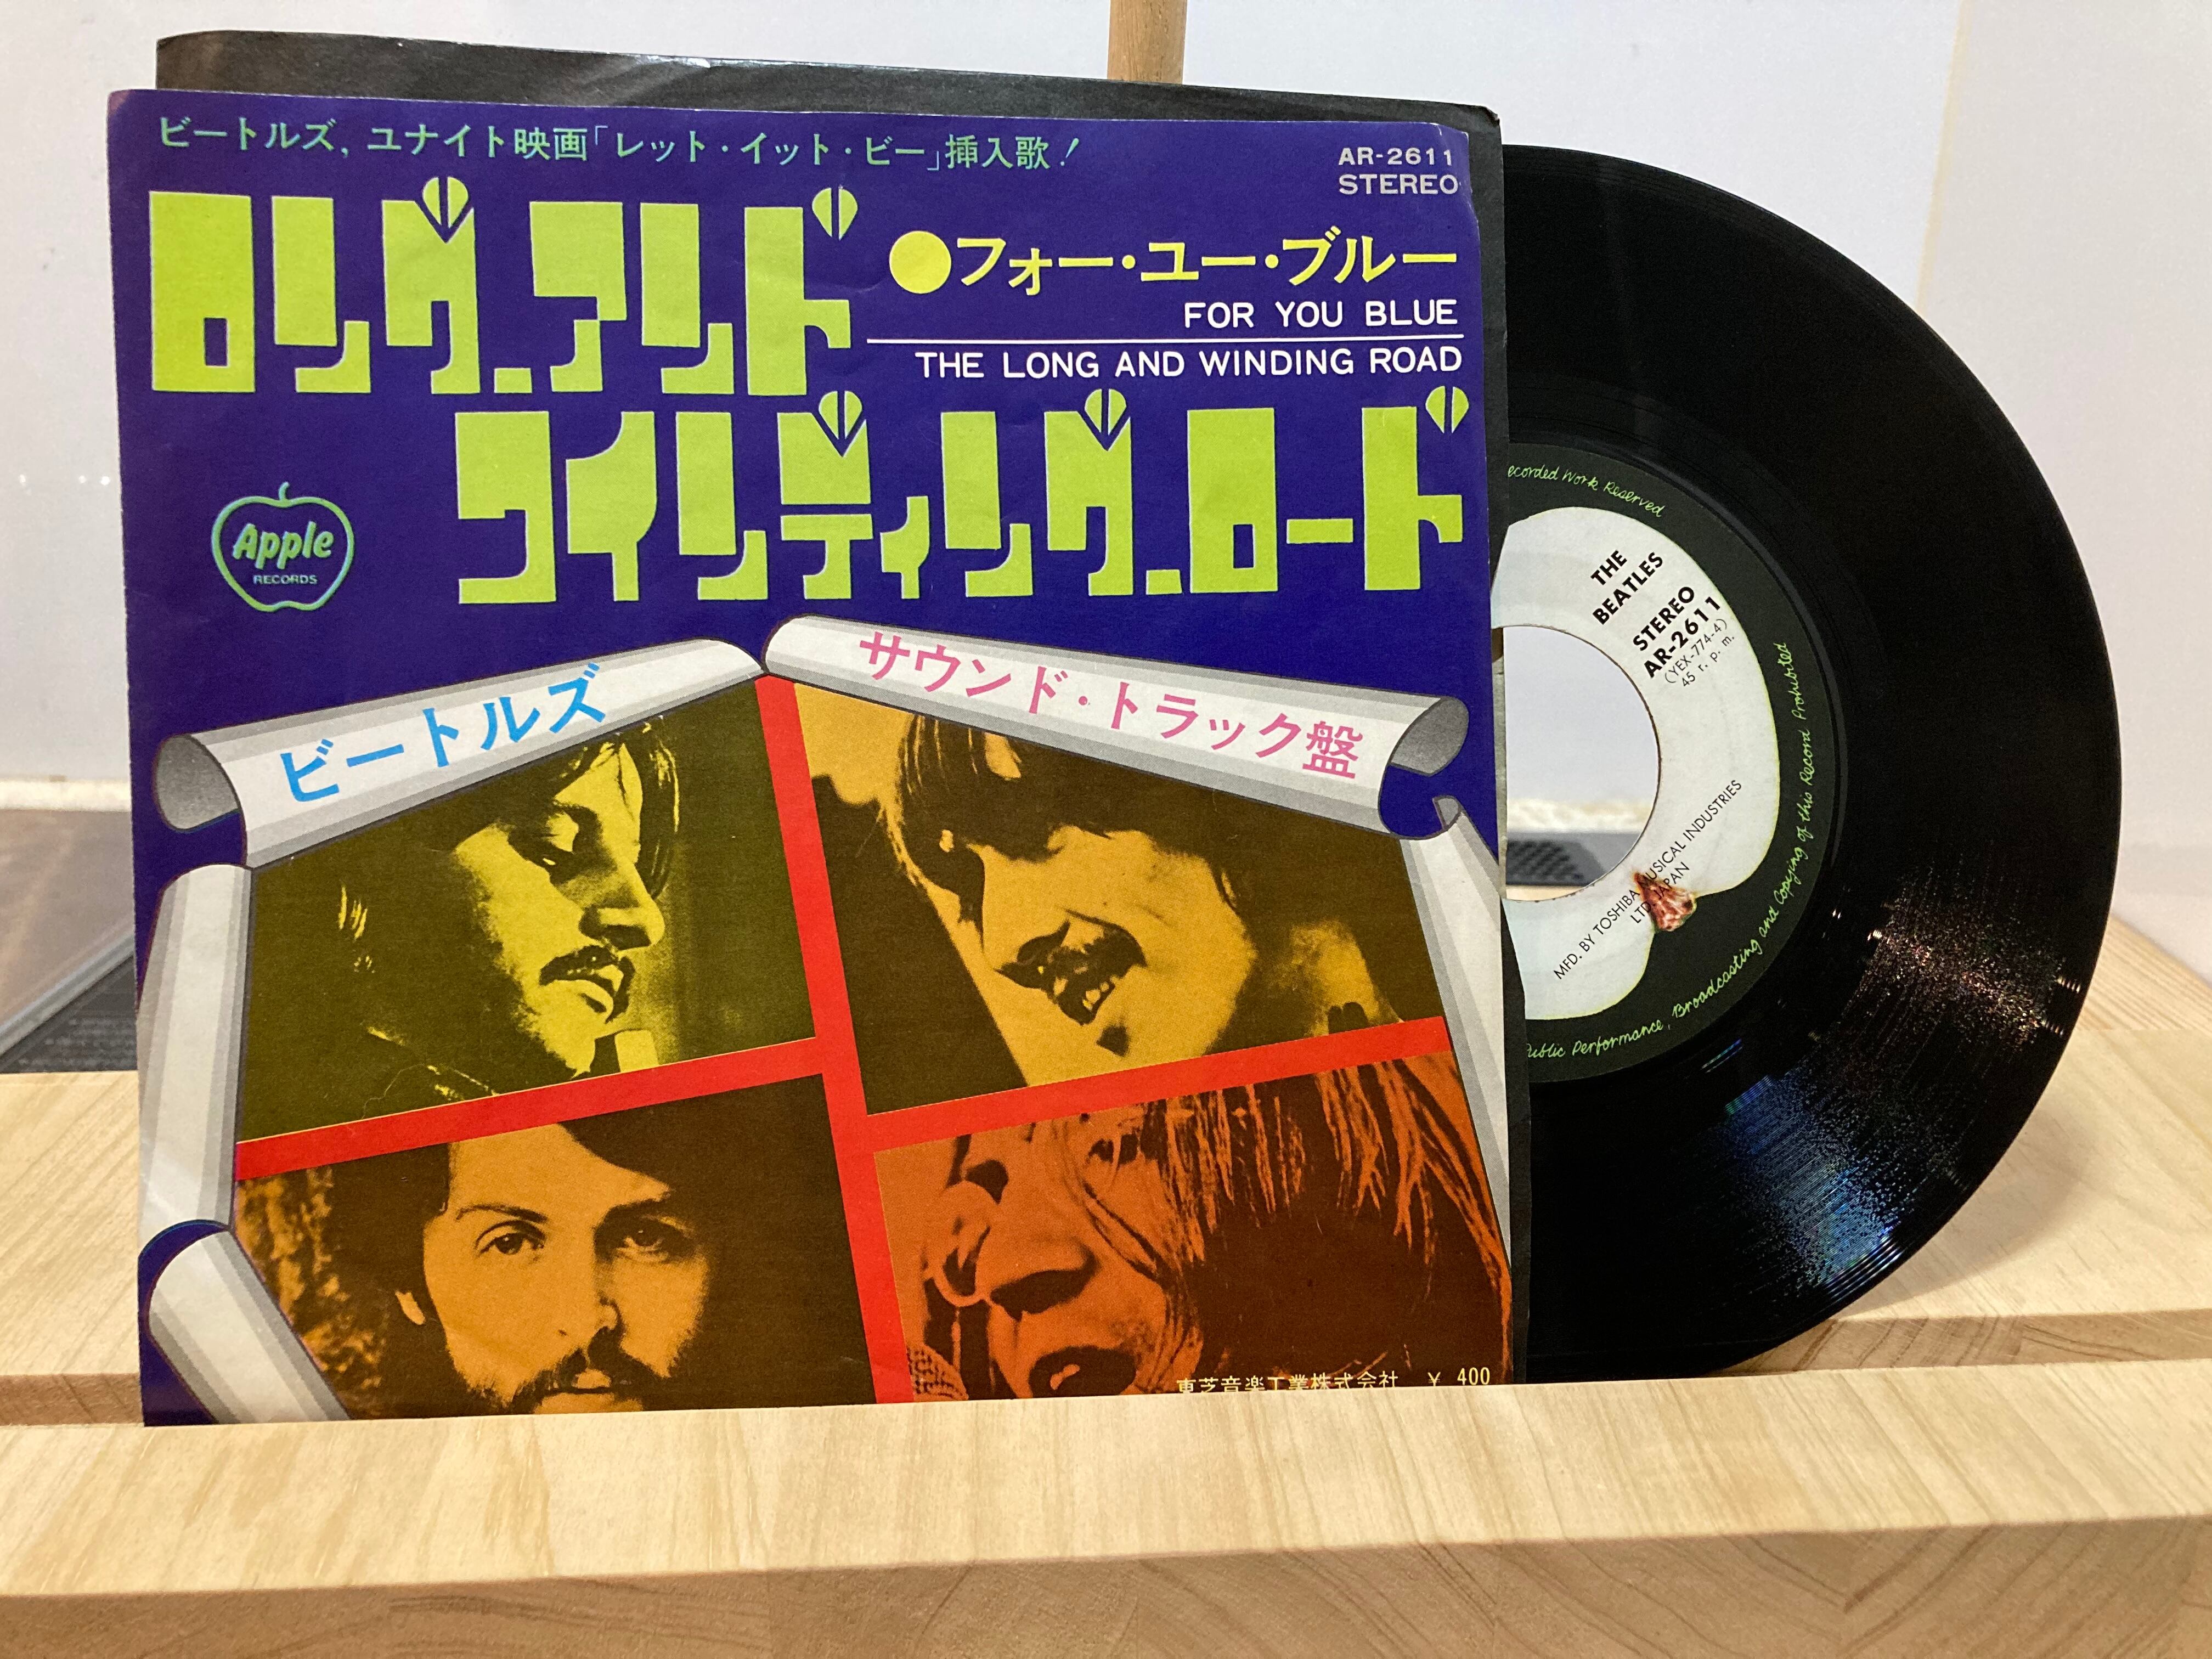 ビートルズ, ユナイト映画「レット・イット・ビー」挿入歌！
AR-2611
STEREO
ロング・アンド
ワインディング・ロード
●フォー・ユー・ブルー
FOR YOU BLUE
THE LONG AND WINDING ROAD
Apple
RECORDS
ビートルズ
サウンド・トラック盤
東芝音楽工業株式会社 ¥ 400
THE
BEATLES
STEREO
AR-2611
(YEX-774-4)
45 r. p. m.
MFD. BY TOSHIBA MUSICAL INDUSTRIES
LTD. JAPAN
Recorded Work Reserved
Public Performance, Broadcasting and Copying of this Record Prohibited